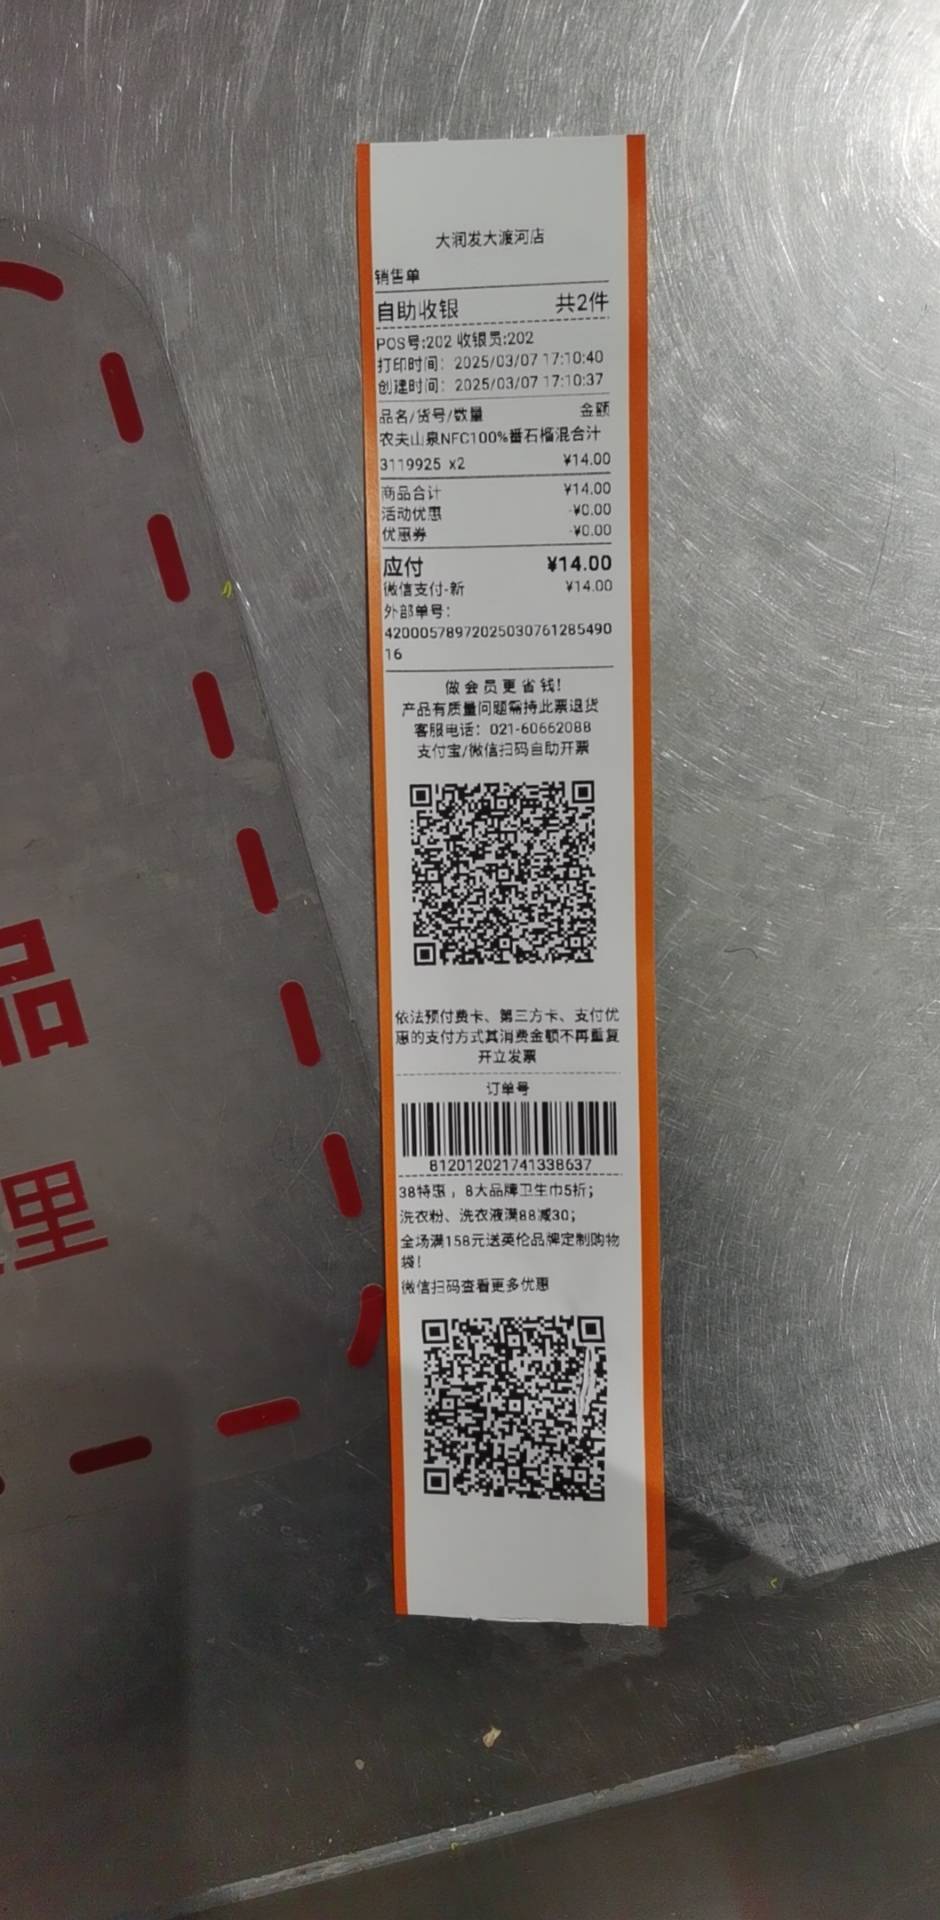 大润发大渡河店
销售单
自助收银 共2件
POS号:202 收银员:202
打印时间: 2025/03/07 17:10:40
创建时间: 2025/03/07 17:10:37
品名/货号/数量 金额
农夫山泉NFC100%番石榴混合汁
3119925 x2 ¥14.00
商品合计 ¥14.00
活动优惠 -¥0.00
优惠券 -¥0.00
应付 ¥14.00
微信支付-新 ¥14.00
外部单号:
42000578972025030761285490
16
做会员更省钱!
产品有质量问题需持此票退货
客服电话: 021-60662088
支付宝/微信扫码自助开票
依法预付费卡、第三方卡、支付优
惠的支付方式其消费金额不再重复
开立发票
订单号
812012021741338637
38特惠, 8大品牌卫生巾5折;
洗衣粉、洗衣液满88减30;
全场满158元送英伦品牌定制购物
袋!
微信扫码查看更多优惠
品
里